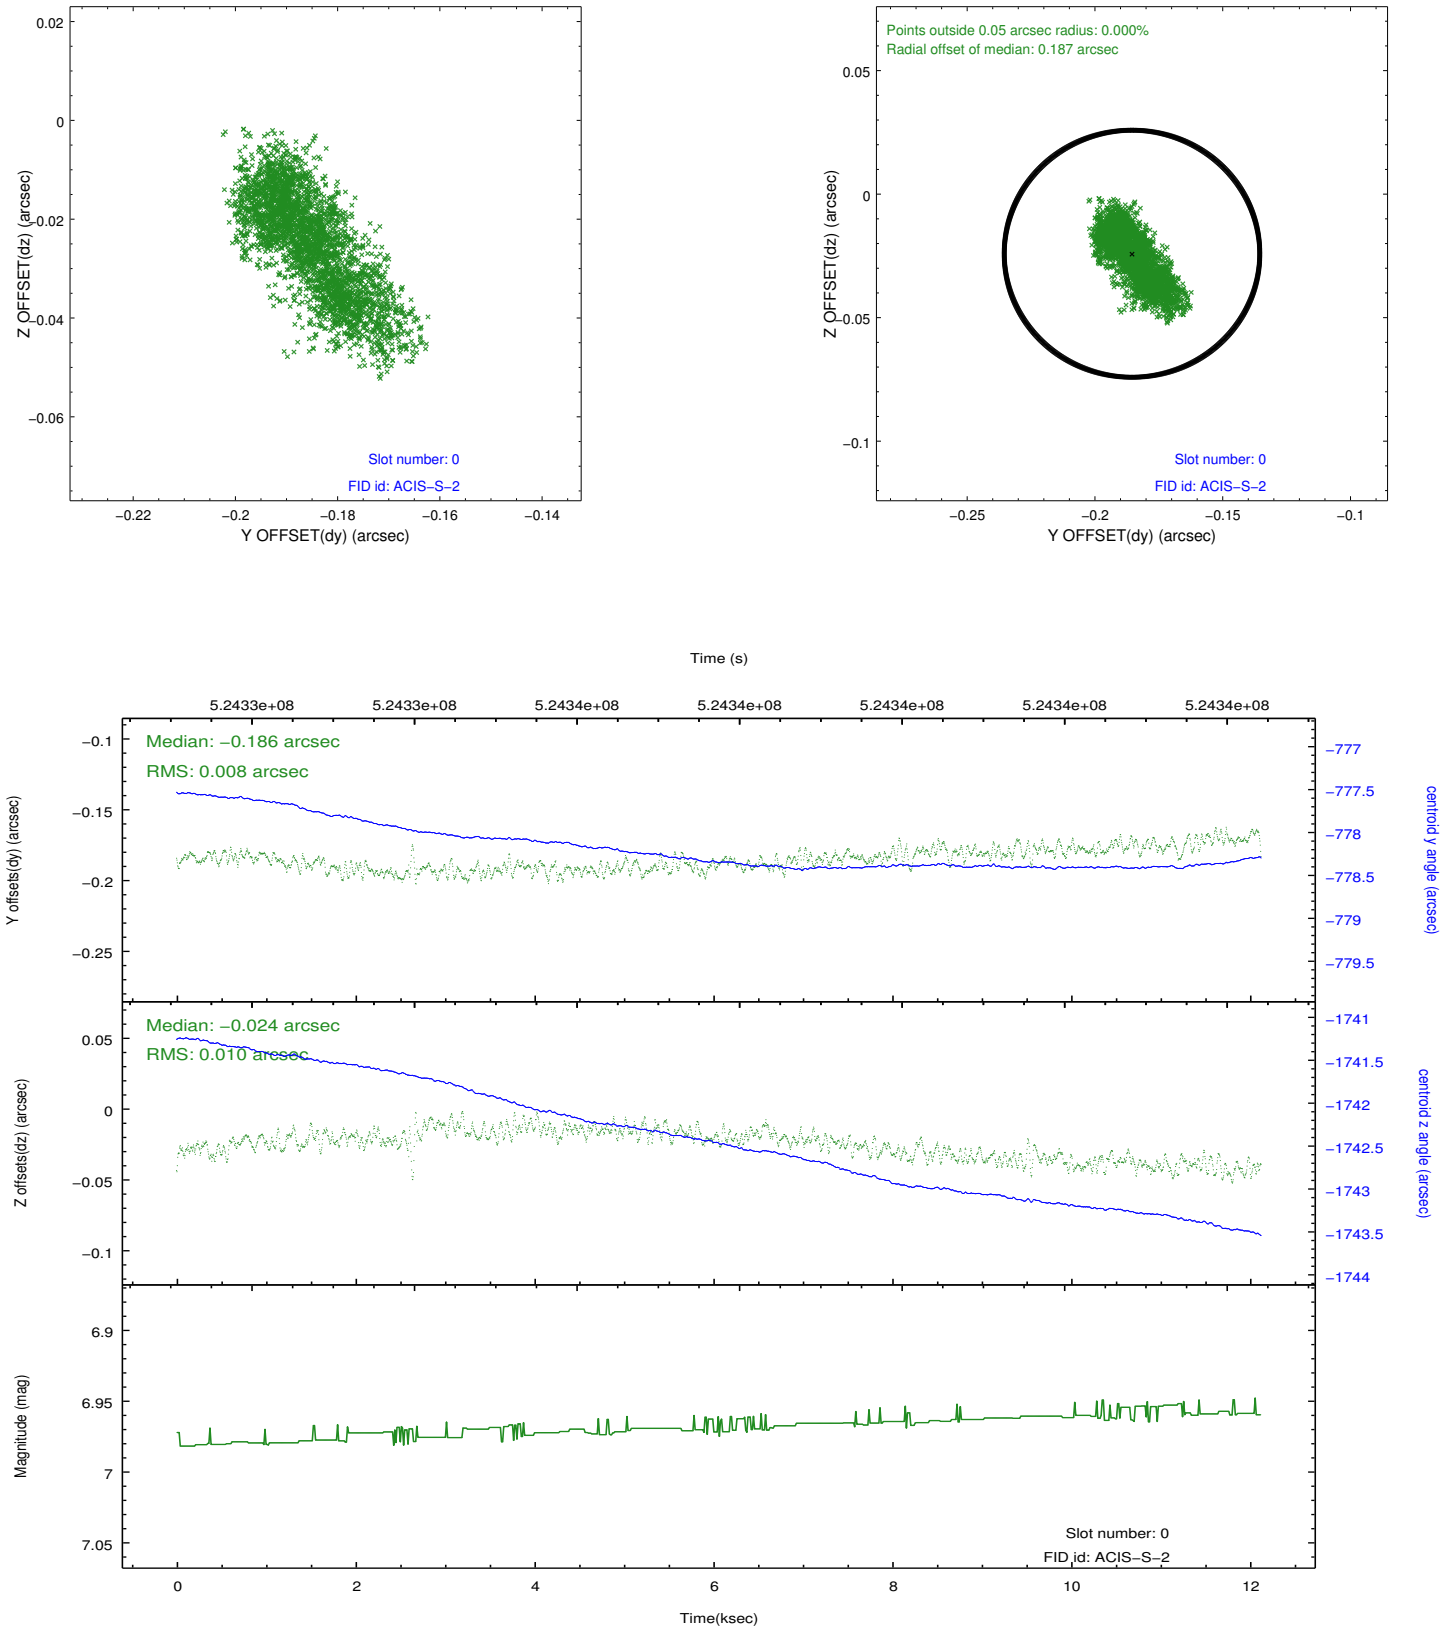 0.02
0
−0.02
−0.04
−0.06
Z OFFSET(dz) (arcsec)
Slot number: 0
FID id: ACIS−S−2
−0.22
−0.2
−0.18
−0.16
−0.14
Y OFFSET(dy) (arcsec)
Points outside 0.05 arcsec radius: 0.000%
Radial offset of median: 0.187 arcsec
0.05
0
−0.05
−0.1
Z OFFSET(dz) (arcsec)
Slot number: 0
FID id: ACIS−S−2
−0.25
−0.2
−0.15
−0.1
Y OFFSET(dy) (arcsec)
Time (s)
5.2433e+08
5.2433e+08
5.2434e+08
5.2434e+08
5.2434e+08
5.2434e+08
5.2434e+08
Median: −0.186 arcsec
RMS: 0.008 arcsec
−0.1
−0.15
−0.2
−0.25
Y offsets(dy) (arcsec)
−777
−777.5
−778
−778.5
−779
−779.5
centroid y angle (arcsec)
Median: −0.024 arcsec
RMS: 0.010 arcsec
0.05
0
−0.05
−0.1
Z offsets(dz) (arcsec)
−1741
−1741.5
−1742
−1742.5
−1743
−1743.5
−1744
centroid z angle (arcsec)
6.9
6.95
7
7.05
Magnitude (mag)
Slot number: 0
FID id: ACIS−S−2
0
2
4
6
8
10
12
Time(ksec)